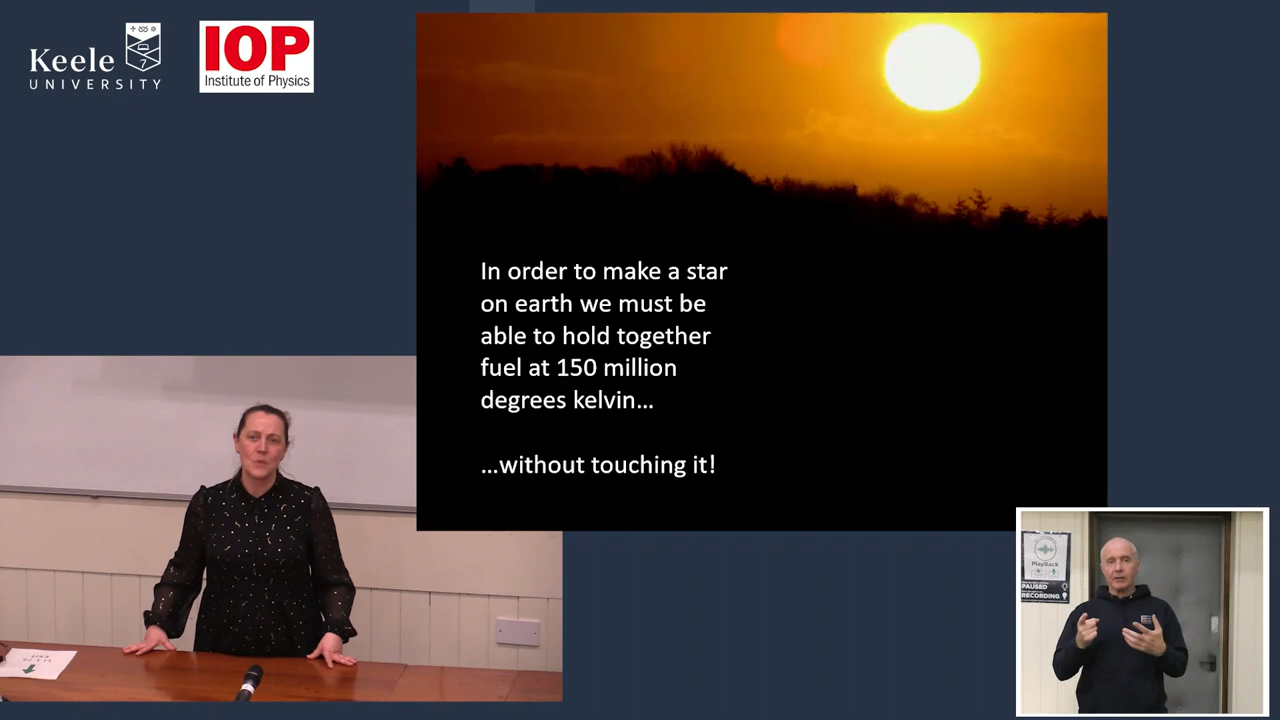 Keele
UNIVERSITY
IOP
Institute of Physics
In order to make a star
on earth we must be
able to hold together
fuel at 150 million
degrees kelvin…
…without touching it!
EXIT
PlayBack
PAUSED
RECORDING